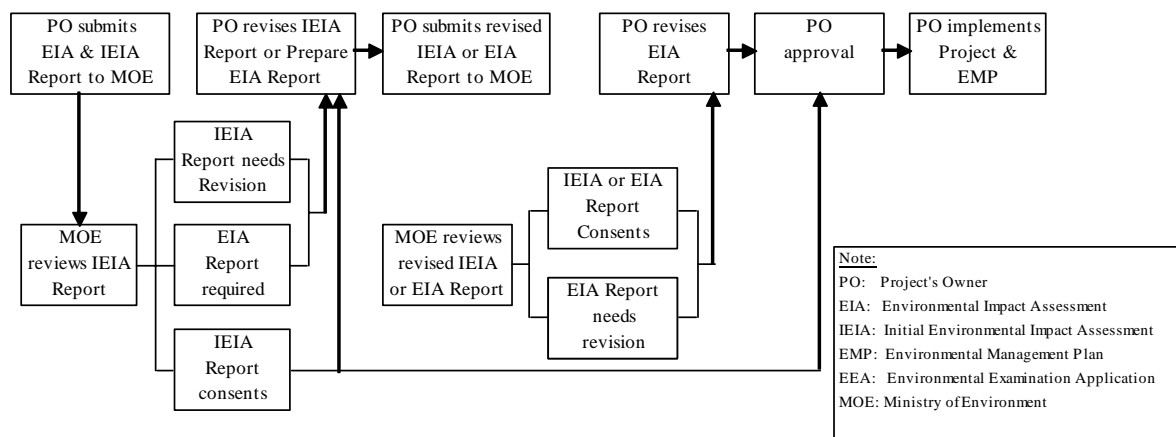 PO submits
EIA & IEIA
Report to MOE
PO revises IEIA
Report or Prepare
EIA Report
PO submits revised
IEIA or EIA
Report to MOE
PO revises
EIA
Report
PO
approval
PO implements
Project &
EMP
IEIA
Report needs
Revision
MOE
reviews IEIA
Report
EIA
Report
required
IEIA
Report
consents
MOE reviews
revised IEIA
or EIA Report
IEIA or EIA
Report
Consents
EIA Report
needs
revision
Note:
PO: Project's Owner
EIA: Environmental Impact Assessment
IEIA: Initial Environmental Impact Assessment
EMP: Environmental Management Plan
EEA: Environmental Examination Application
MOE: Ministry of Environment